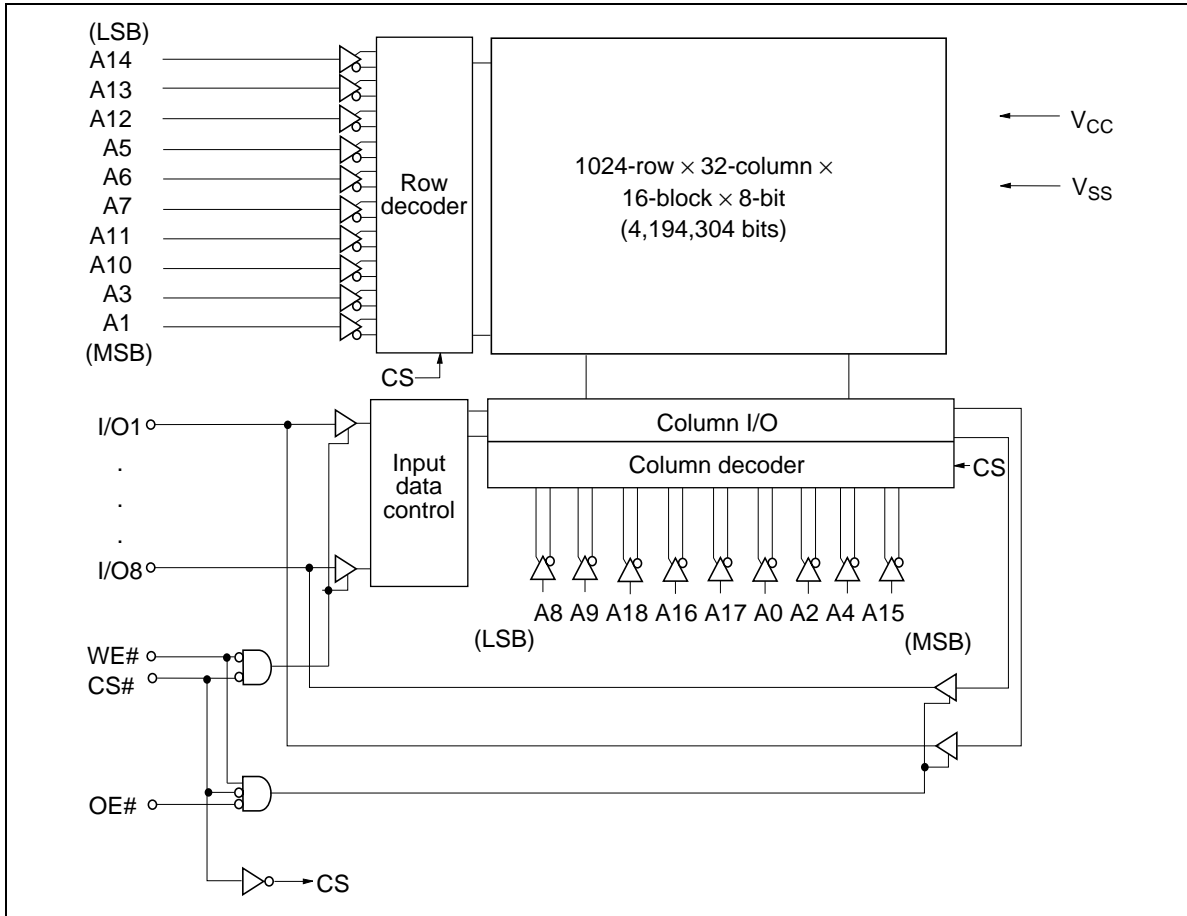 (LSB)
A14
A13
A12
A5
A6
A7
A11
A10
A3
A1
(MSB)
Row
decoder
CS
1024-row × 32-column ×
16-block × 8-bit
(4,194,304 bits)
VCC
VSS
I/O1
.
.
.
I/O8
Input
data
control
Column I/O
Column decoder
CS
A8 A9 A18 A16 A17 A0 A2 A4 A15
(LSB) (MSB)
WE#
CS#
OE#
CS